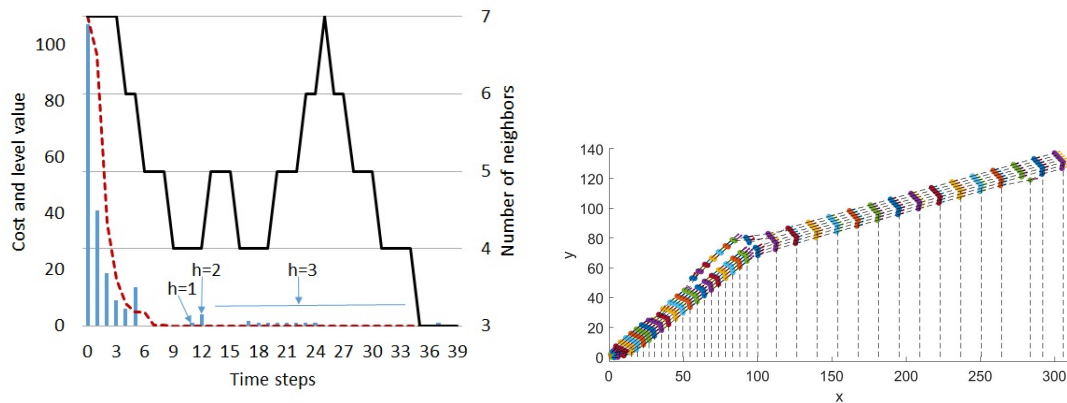 100
80
60
40
20
0
Cost and level value
7
6
5
4
3
Number of neighbors
h=1
h=2
h=3
0 3 6 9 12 15 18 21 24 27 30 33 36 39
Time steps
140
120
100
80
60
40
20
0
y
0 50 100 150 200 250 300
x